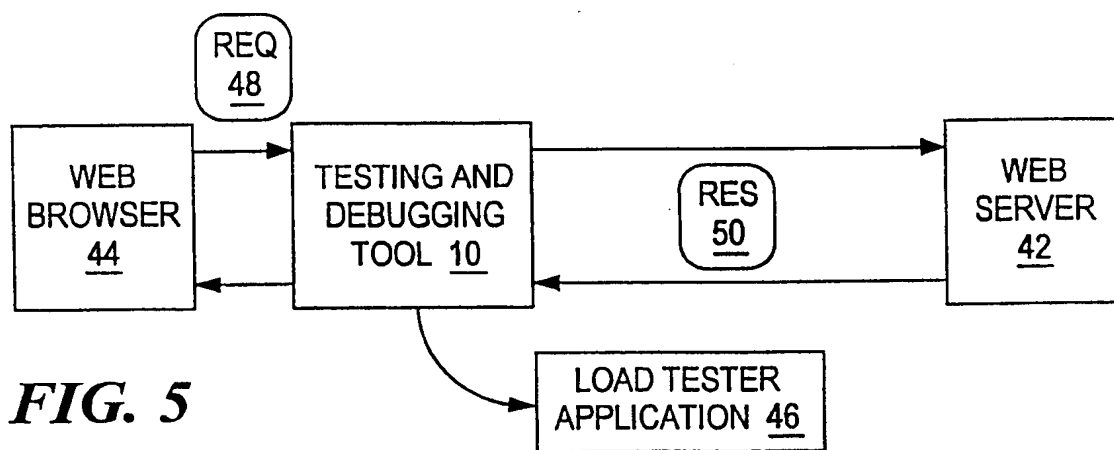 REQ
48
WEB
BROWSER
44
TESTING AND
DEBUGGING
TOOL 10
RES
50
WEB
SERVER
42
LOAD TESTER
APPLICATION 46
FIG. 5